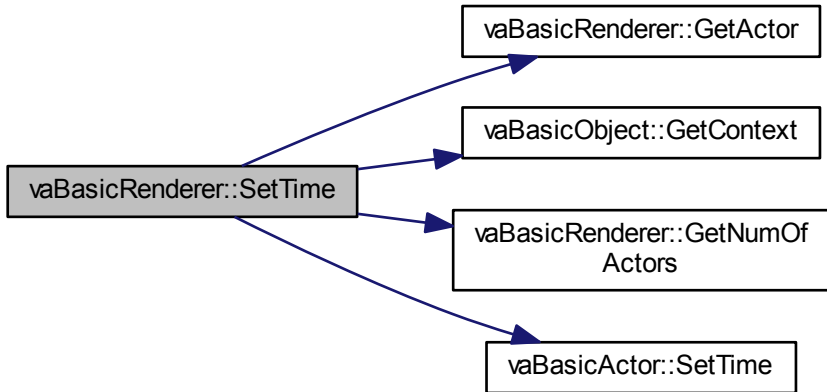 vaBasicRenderer::GetActor
vaBasicObject::GetContext
vaBasicRenderer::SetTime
vaBasicRenderer::GetNumOf
Actors
vaBasicActor::SetTime